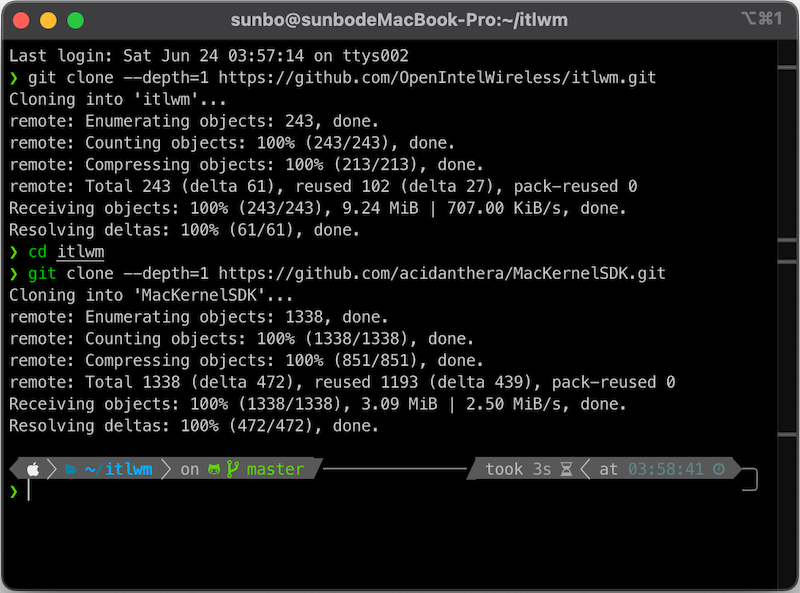 sunbo@sunbodeMacBook-Pro:~/itlwm ⌥⌘1
Last login: Sat Jun 24 03:57:14 on ttys002
❯ git clone --depth=1 https://github.com/OpenIntelWireless/itlwm.git
Cloning into 'itlwm'...
remote: Enumerating objects: 243, done.
remote: Counting objects: 100% (243/243), done.
remote: Compressing objects: 100% (213/213), done.
remote: Total 243 (delta 61), reused 102 (delta 27), pack-reused 0
Receiving objects: 100% (243/243), 9.24 MiB | 707.00 KiB/s, done.
Resolving deltas: 100% (61/61), done.
❯ cd itlwm
❯ git clone --depth=1 https://github.com/acidanthera/MacKernelSDK.git
Cloning into 'MacKernelSDK'...
remote: Enumerating objects: 1338, done.
remote: Counting objects: 100% (1338/1338), done.
remote: Compressing objects: 100% (851/851), done.
remote: Total 1338 (delta 472), reused 1193 (delta 439), pack-reused 0
Receiving objects: 100% (1338/1338), 3.09 MiB | 2.50 MiB/s, done.
Resolving deltas: 100% (472/472), done.
~/itlwm on master took 3s at 03:58:41
❯